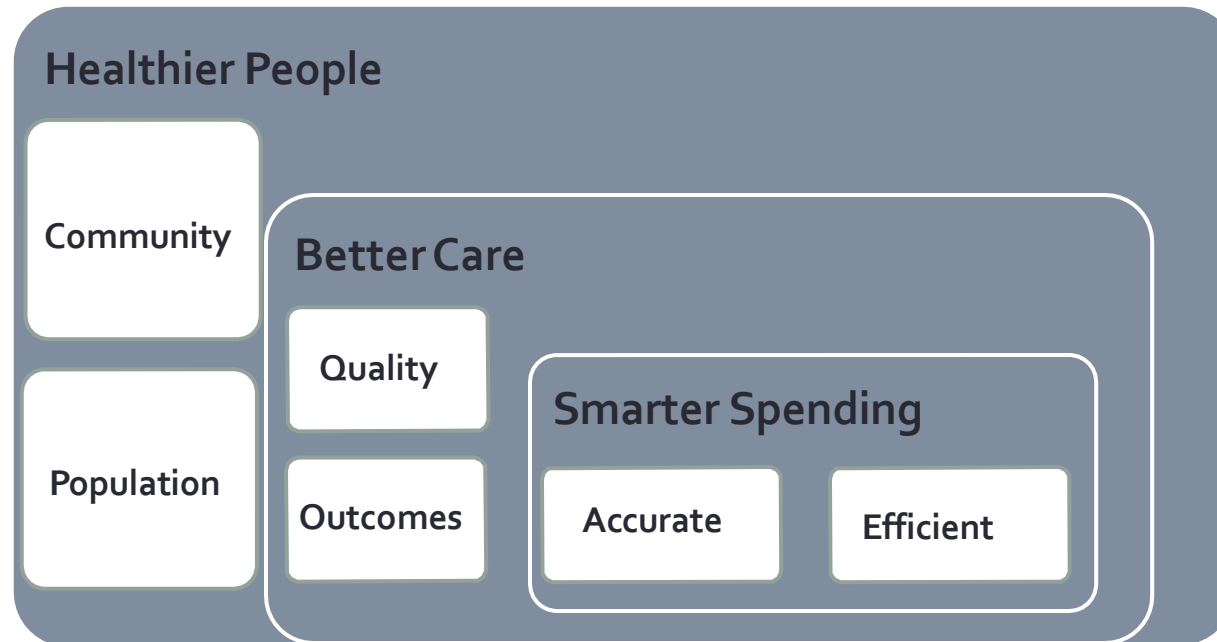 Healthier People
Community
Population
Better Care
Quality
Outcomes
Smarter Spending
Accurate
Efficient